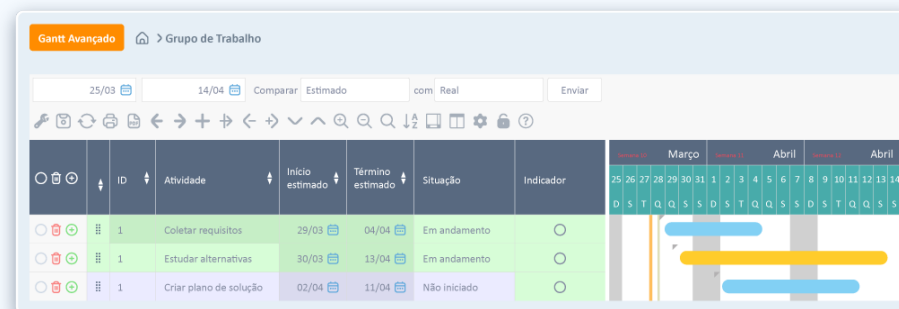 Gantt Avançado > Grupo de Trabalho
25/03 14/04 Comparar Estimado com Real Enviar
Março Abril Abril
ID Atividade Início estimado Término estimado Situação Indicador
25 26 27 28 29 30 31 1 2 3 4 5 6 7 8 9 10 11 12 13 14
D S T Q Q S S D S T Q Q S S D S T Q Q S S
1 Coletar requisitos 29/03 04/04 Em andamento
1 Estudar alternativas 30/03 13/04 Em andamento
1 Criar plano de solução 02/04 11/04 Não iniciado